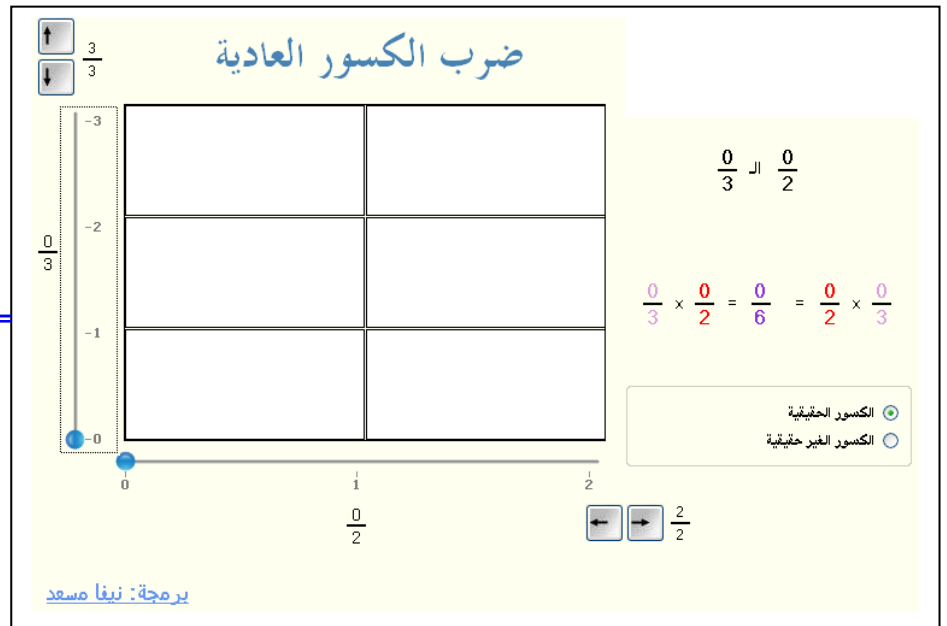 ضرب الكسور العادية
3/3
-3
-2
-1
-0
0/3
0/3 الـ 0/2
0/3 × 0/2 = 0/6 = 0/2 × 0/3
الكسور الحقيقية
الكسور الغير حقيقية
0 1 2
0/2
2/2
برمجة: نيفا مسعد